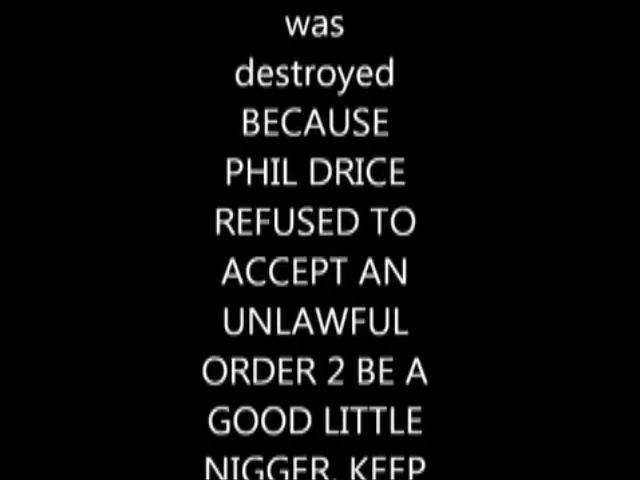 was
destroyed
BECAUSE
PHIL DRICE
REFUSED TO
ACCEPT AN
UNLAWFUL
ORDER 2 BE A
GOOD LITTLE
NIGGER, KEEP